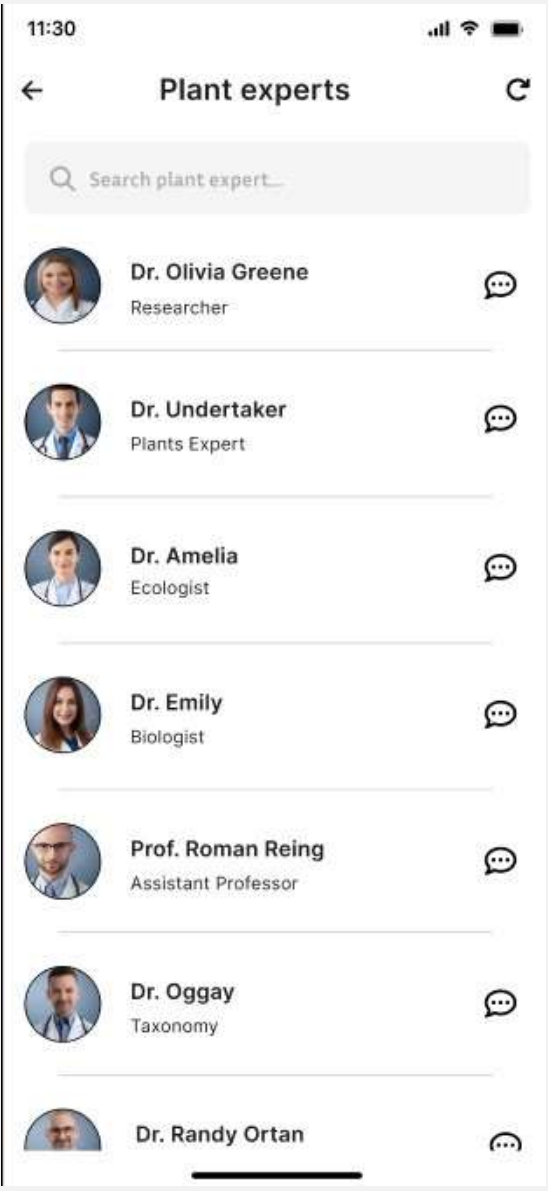 11:30
Plant experts
Search plant expert...
Dr. Olivia Greene
Researcher
Dr. Undertaker
Plants Expert
Dr. Amelia
Ecologist
Dr. Emily
Biologist
Prof. Roman Reing
Assistant Professor
Dr. Oggay
Taxonomy
Dr. Randy Ortan